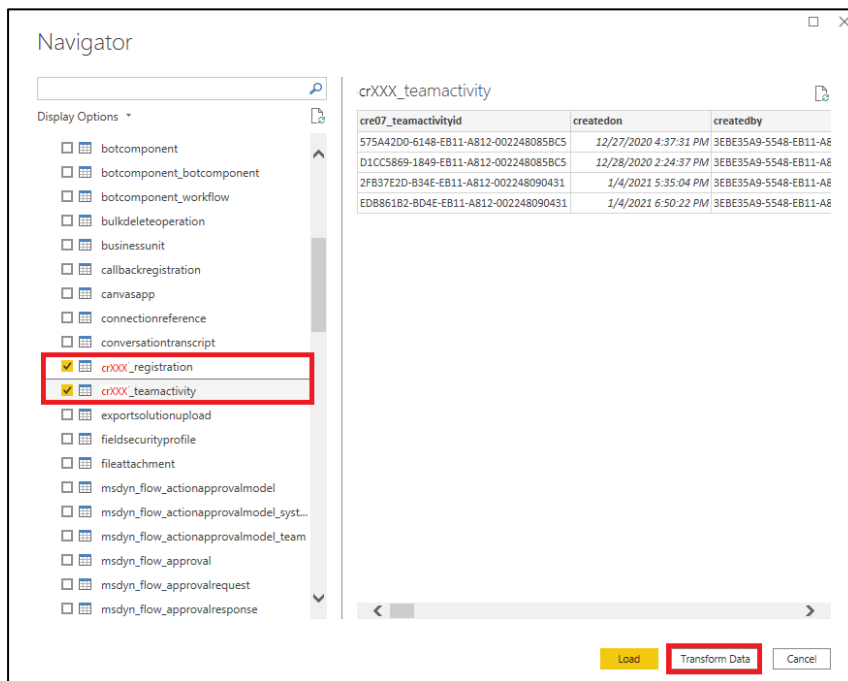 Navigator
Display Options
botcomponent
botcomponent_botcomponent
botcomponent_workflow
bulkdeleteoperation
businessunit
callbackregistration
canvasapp
connectionreference
conversationtranscript
crXXX_registration
crXXX_teamactivity
exportsolutionupload
fieldsecurityprofile
fileattachment
msdyn_flow_actionapprovalmodel
msdyn_flow_actionapprovalmodel_syst...
msdyn_flow_actionapprovalmodel_team
msdyn_flow_approval
msdyn_flow_approvalrequest
msdyn_flow_approvalresponse
crXXX_teamactivity
cre07_teamactivityid createdon createdby
575A42D0-6148-EB11-A812-002248085BC5 12/27/2020 4:37:31 PM 3EBE35A9-5548-EB11-A8
D1CC5869-1849-EB11-A812-002248085BC5 12/28/2020 2:24:37 PM 3EBE35A9-5548-EB11-A8
2FB37E2D-B34E-EB11-A812-002248090431 1/4/2021 5:35:04 PM 3EBE35A9-5548-EB11-A8
EDB861B2-BD4E-EB11-A812-002248090431 1/4/2021 6:50:22 PM 3EBE35A9-5548-EB11-A8
Load Transform Data Cancel